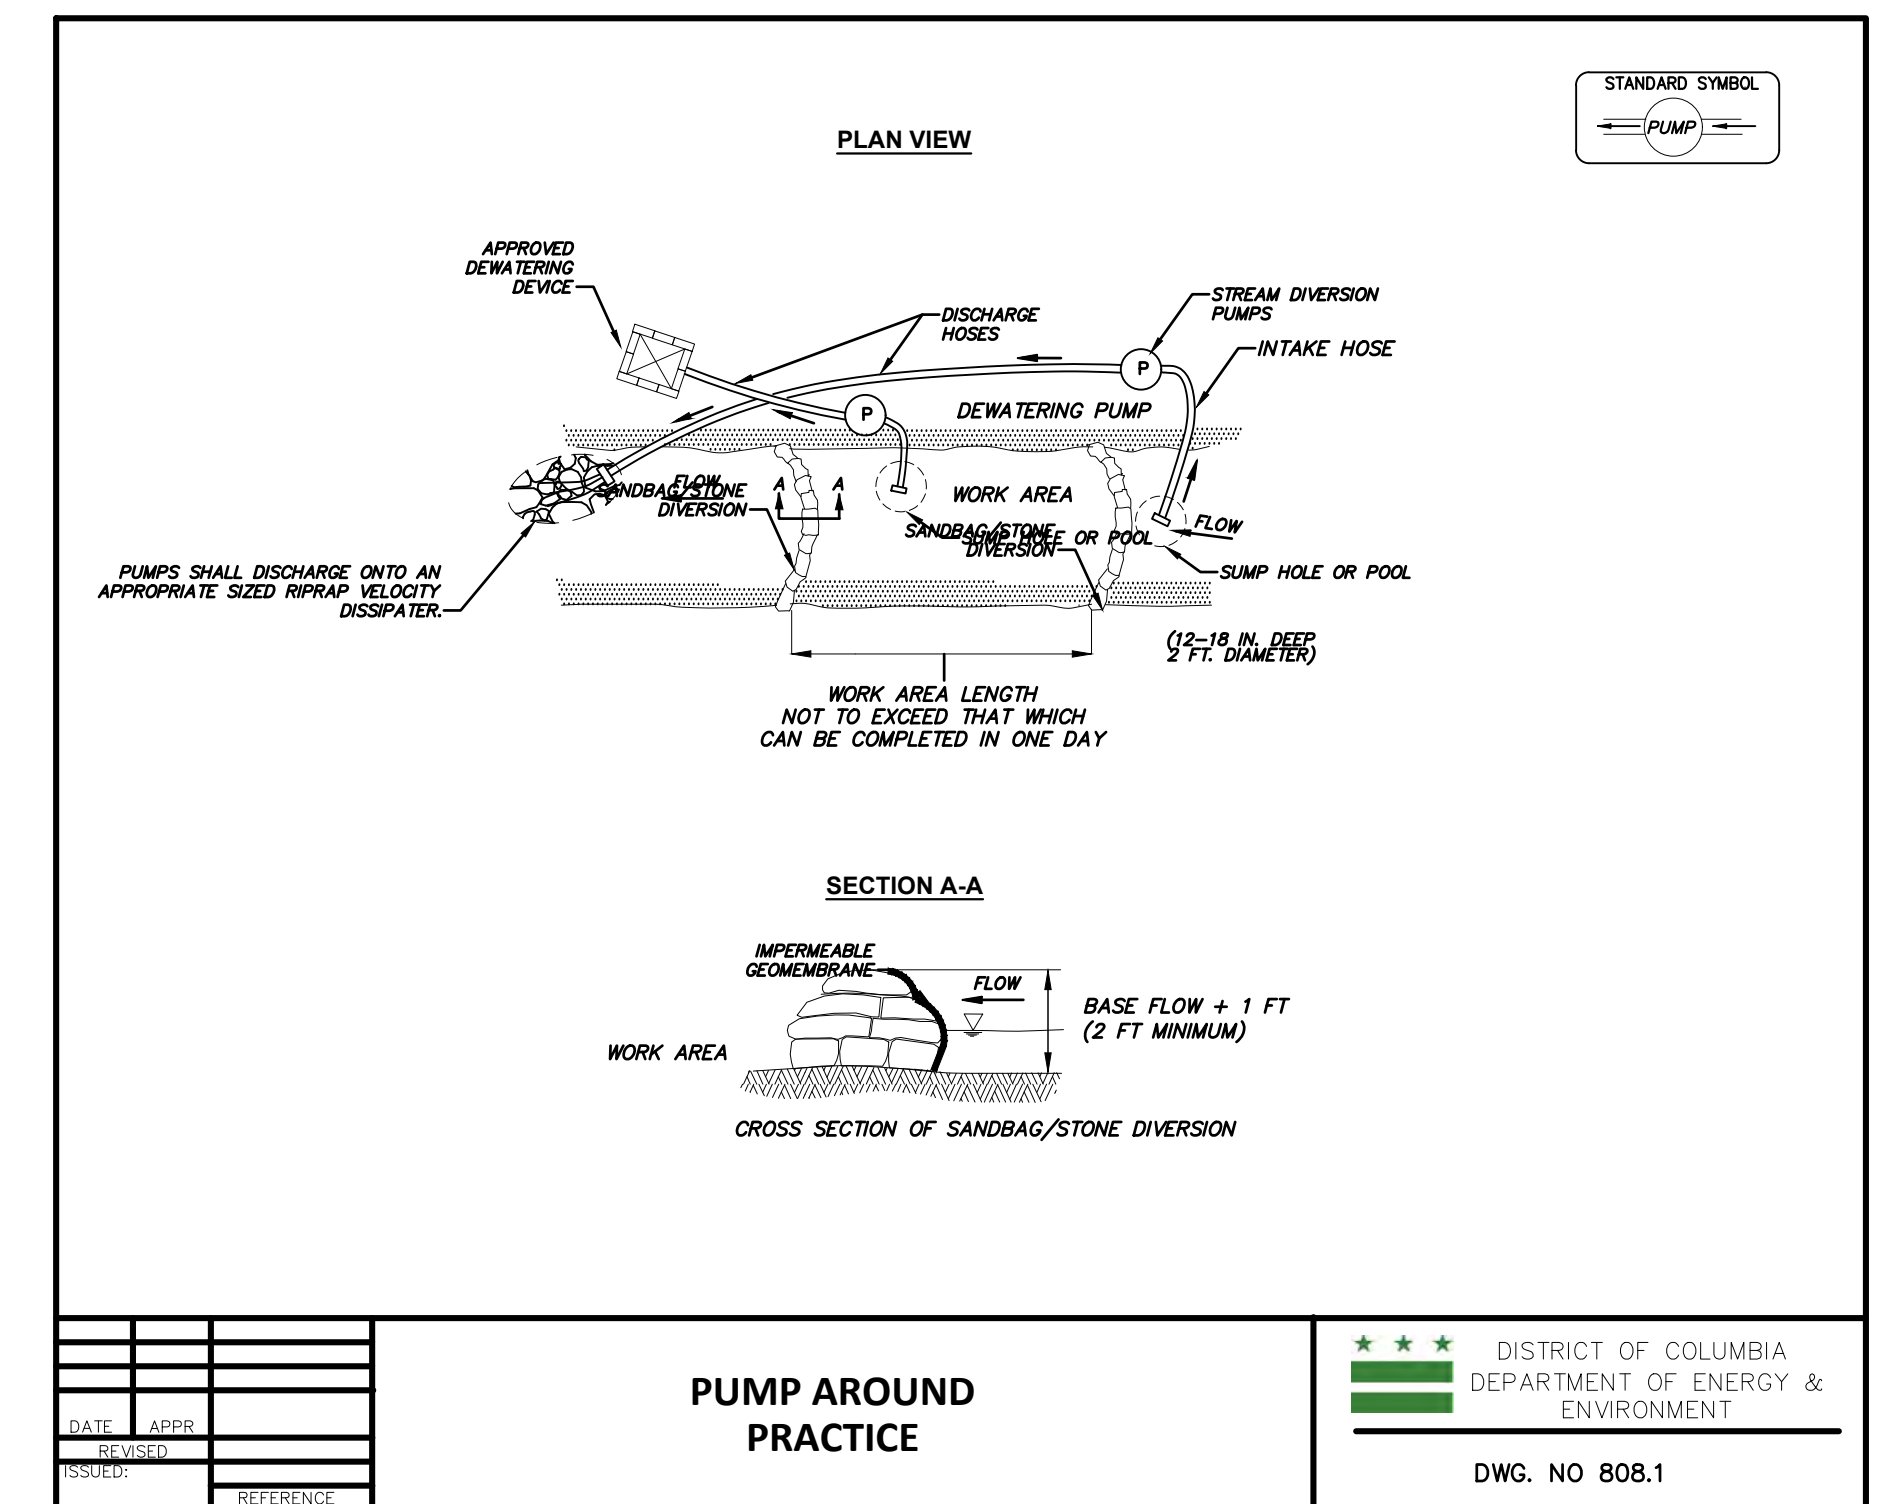 STANDARD SYMBOL
PUMP
PLAN VIEW
APPROVED
DEWATERING
DEVICE
DISCHARGE
HOSES
STREAM DIVERSION
PUMPS
INTAKE HOSE
P
P
DEWATERING PUMP
FLOW
SANDBAG/STONE
DIVERSION
A
A
WORK AREA
SANDBAG/STONE
DIVERSION
SUMP HOLE OR POOL
FLOW
SUMP HOLE OR POOL
PUMPS SHALL DISCHARGE ONTO AN
APPROPRIATE SIZED RIPRAP VELOCITY
DISSIPATER.
(12-18 IN. DEEP
2 FT. DIAMETER)
WORK AREA LENGTH
NOT TO EXCEED THAT WHICH
CAN BE COMPLETED IN ONE DAY
SECTION A-A
IMPERMEABLE
GEOMEMBRANE
FLOW
BASE FLOW + 1 FT
(2 FT MINIMUM)
WORK AREA
CROSS SECTION OF SANDBAG/STONE DIVERSION
DATE APPR
REVISED
ISSUED:
REFERENCE
PUMP AROUND
PRACTICE
DISTRICT OF COLUMBIA
DEPARTMENT OF ENERGY &
ENVIRONMENT
DWG. NO 808.1